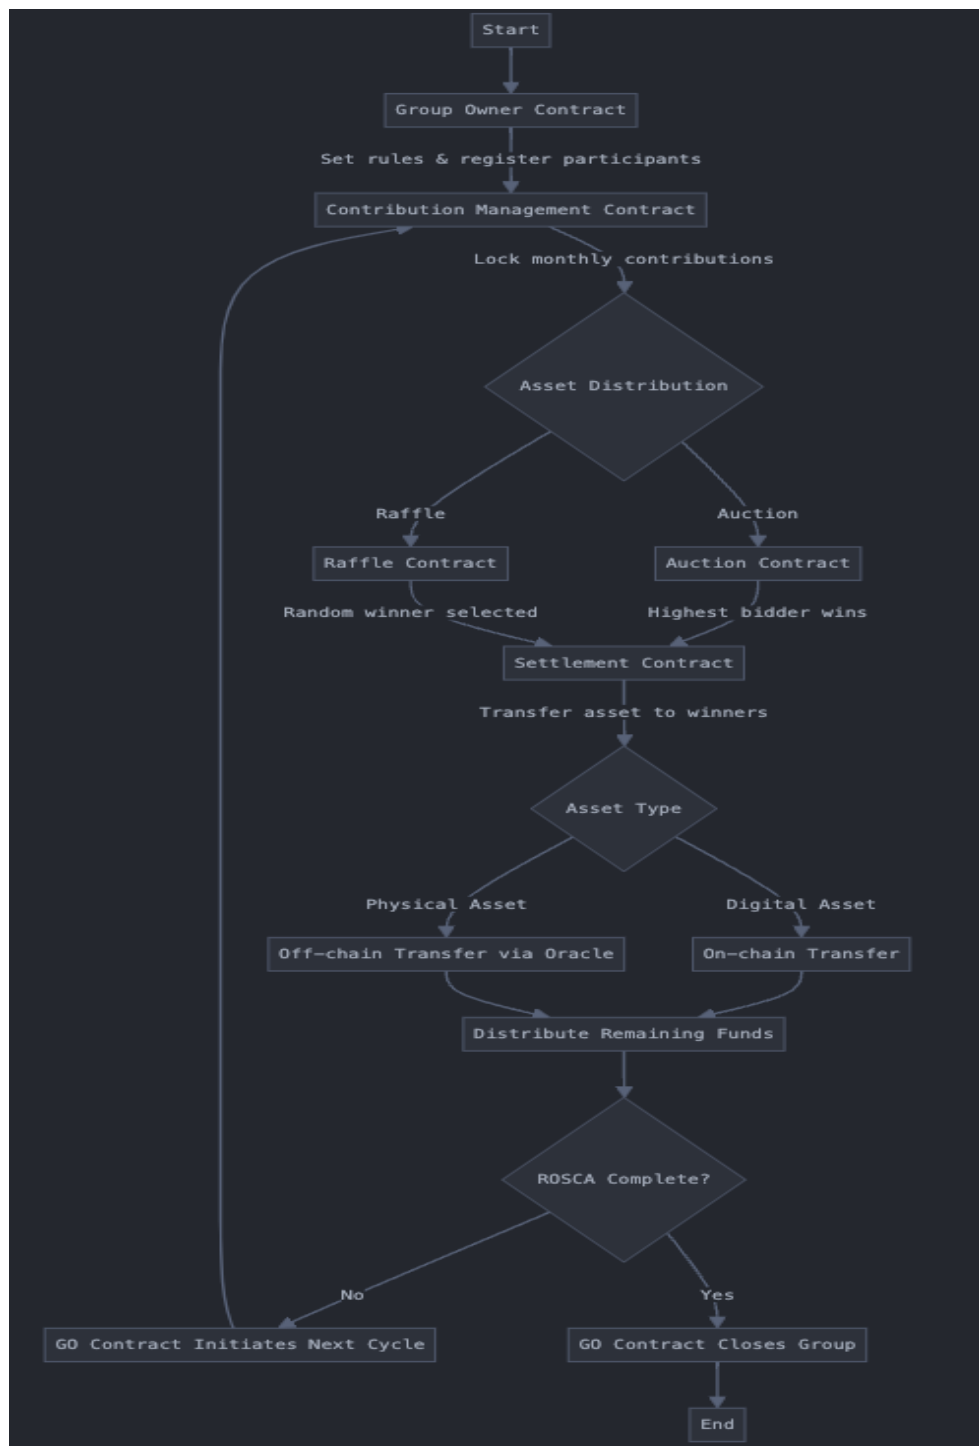 Start
Group Owner Contract
Set rules & register participants
Contribution Management Contract
Lock monthly contributions
Asset Distribution
Raffle
Auction
Raffle Contract
Auction Contract
Random winner selected
Highest bidder wins
Settlement Contract
Transfer asset to winners
Asset Type
Physical Asset
Digital Asset
Off-chain Transfer via Oracle
On-chain Transfer
Distribute Remaining Funds
ROSCA Complete?
No
Yes
GO Contract Initiates Next Cycle
GO Contract Closes Group
End